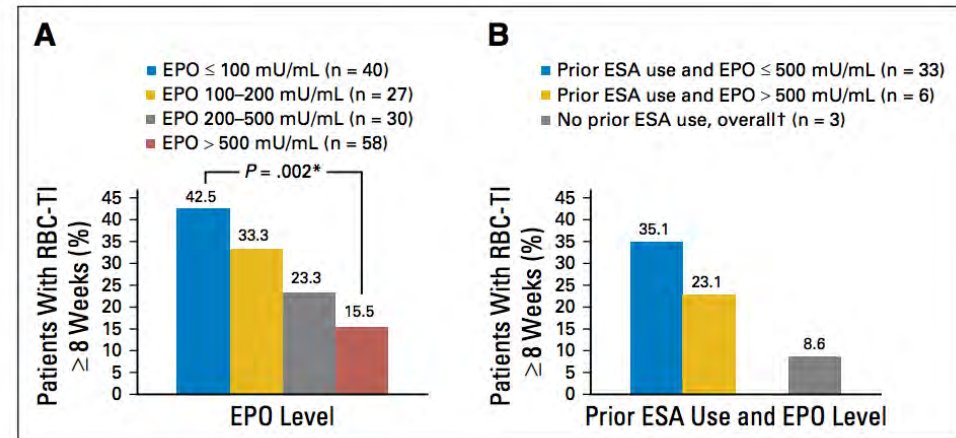 A
EPO ≤ 100 mU/mL (n = 40)
EPO 100–200 mU/mL (n = 27)
EPO 200–500 mU/mL (n = 30)
EPO > 500 mU/mL (n = 58)
P = .002*
Patients With RBC-TI
≥ 8 Weeks (%)
45
40
35
30
25
20
15
10
5
0
42.5
33.3
23.3
15.5
EPO Level
B
Prior ESA use and EPO ≤ 500 mU/mL (n = 33)
Prior ESA use and EPO > 500 mU/mL (n = 6)
No prior ESA use, overall† (n = 3)
Patients With RBC-TI
≥ 8 Weeks (%)
45
40
35
30
25
20
15
10
5
0
35.1
23.1
8.6
Prior ESA Use and EPO Level